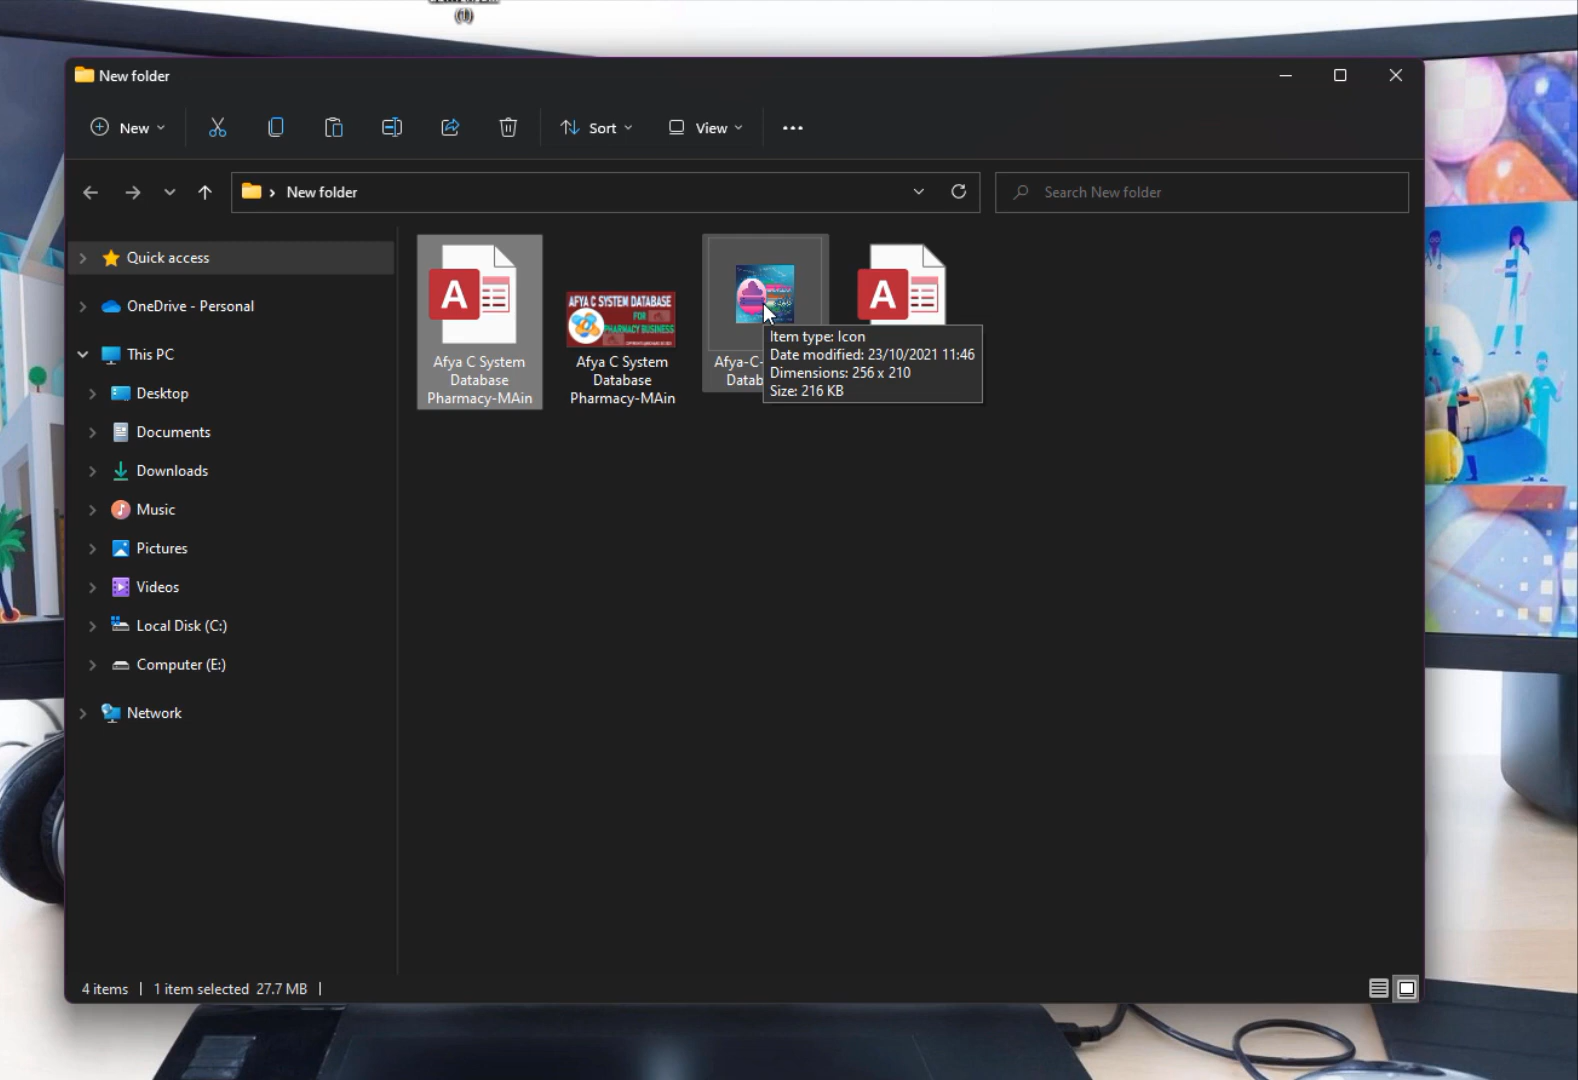 (1)
New folder
New
Sort
View
New folder
Search New folder
Quick access
OneDrive - Personal
This PC
Desktop
Documents
Downloads
Music
Pictures
Videos
Local Disk (C:)
Computer (E:)
Network
A
Afya C System
Database
Pharmacy-MAin
AFYA C SYSTEM DATABASE
FOR
PHARMACY BUSINESS
Afya C System
Database
Pharmacy-MAin
Afya-C-
Datab
A
Item type: Icon
Date modified: 23/10/2021 11:46
Dimensions: 256 x 210
Size: 216 KB
4 items
1 item selected 27.7 MB